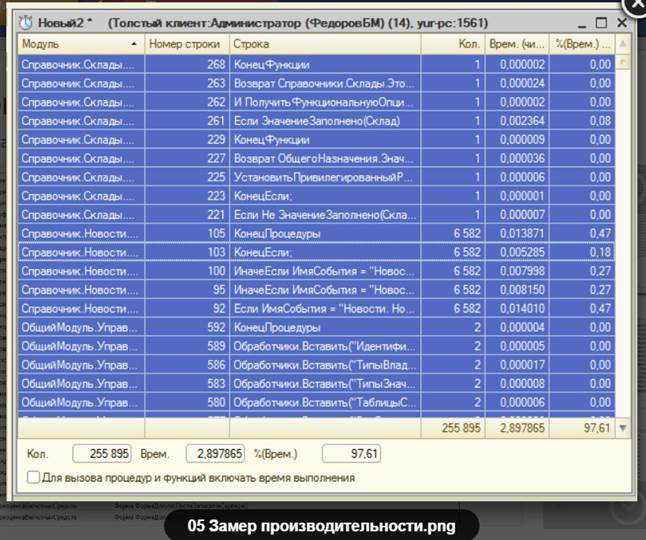 Новый2 * (Толстый клиент:Администратор (ФедоровБМ) (14), yur-pc:1561)
Модуль Номер строки Строка Кол. Врем. (чи... %(Врем.) ...
Справочник.Склады.... 268 КонецФункции 1 0,000002 0,00
Справочник.Склады.... 263 Возврат Справочники.Склады.Это... 1 0,000024 0,00
Справочник.Склады.... 262 И ПолучитьФункциональнуюОпци... 1 0,000002 0,00
Справочник.Склады.... 261 Если ЗначениеЗаполнено(Склад) 1 0,002364 0,08
Справочник.Склады.... 229 КонецФункции 1 0,000009 0,00
Справочник.Склады.... 227 Возврат ОбщегоНазначения.Знач... 1 0,000036 0,00
Справочник.Склады.... 225 УстановитьПривилегированныйР... 1 0,000006 0,00
Справочник.Склады.... 223 КонецЕсли; 1 0,000001 0,00
Справочник.Склады.... 221 Если Не ЗначениеЗаполнено(Скла... 1 0,000007 0,00
Справочник.Новости.... 105 КонецПроцедуры 6 582 0,013871 0,47
Справочник.Новости.... 103 КонецЕсли; 6 582 0,005285 0,18
Справочник.Новости.... 100 ИначеЕсли ИмяСобытия = "Новос... 6 582 0,007998 0,27
Справочник.Новости.... 95 ИначеЕсли ИмяСобытия = "Новос... 6 582 0,008150 0,27
Справочник.Новости.... 92 Если ИмяСобытия = "Новости. Но... 6 582 0,014010 0,47
ОбщийМодуль.Управ... 592 КонецПроцедуры 2 0,000004 0,00
ОбщийМодуль.Управ... 589 Обработчики.Вставить("Идентифи... 2 0,000005 0,00
ОбщийМодуль.Управ... 586 Обработчики.Вставить("ТипыВлад... 2 0,000017 0,00
ОбщийМодуль.Управ... 583 Обработчики.Вставить("ТипыЗнач... 2 0,000008 0,00
ОбщийМодуль.Управ... 580 Обработчики.Вставить("ТаблицыС... 2 0,000006 0,00
255 895 2,897865 97,61
Кол. 255 895 Врем. 2,897865 %(Врем.) 97,61
Для вызова процедур и функций включать время выполнения
05 Замер производительности.png